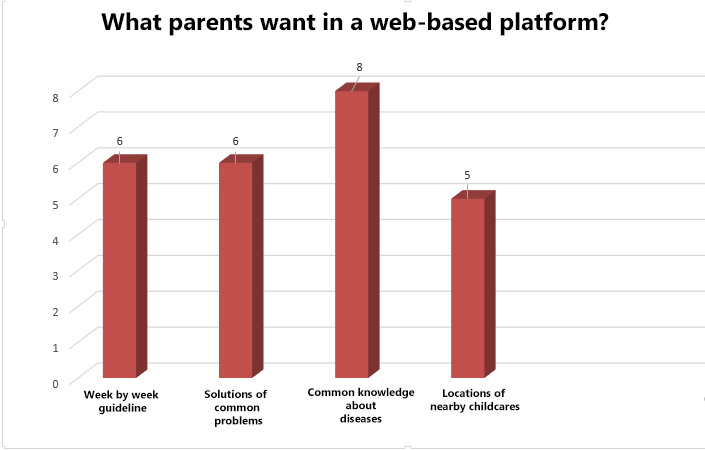 What parents want in a web-based platform?
8
7
6
5
4
3
2
1
0
6
6
8
5
Week by week
guideline
Solutions of
common
problems
Common knowledge
about
diseases
Locations of
nearby childcares